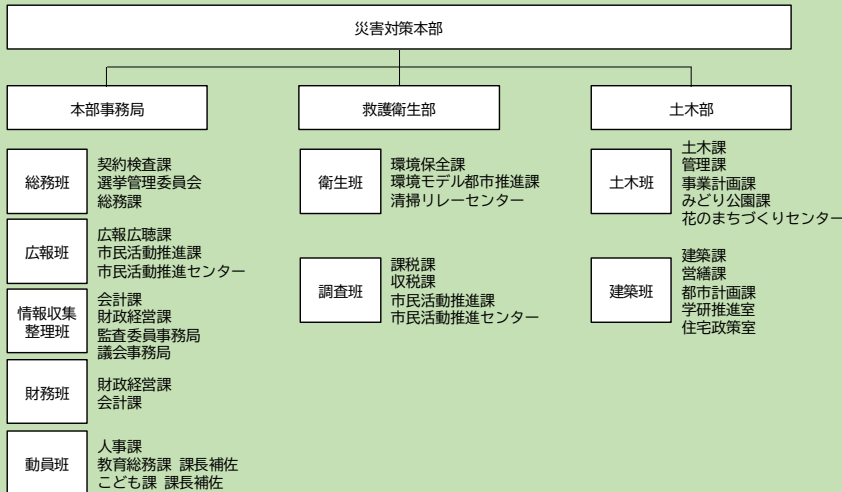 災害対策本部
本部事務局
救護衛生部
土木部
総務班
契約検査課
選挙管理委員会
総務課
広報班
広報広聴課
市民活動推進課
市民活動推進センター
情報収集
整理班
会計課
財政経営課
監査委員事務局
議会事務局
財務班
財政経営課
会計課
動員班
人事課
教育総務課 課長補佐
こども課 課長補佐
衛生班
環境保全課
環境モデル都市推進課
清掃リレーセンター
調査班
課税課
収税課
市民活動推進課
市民活動推進センター
土木班
土木課
管理課
事業計画課
みどり公園課
花のまちづくりセンター
建築班
建築課
営繕課
都市計画課
学研推進室
住宅政策室